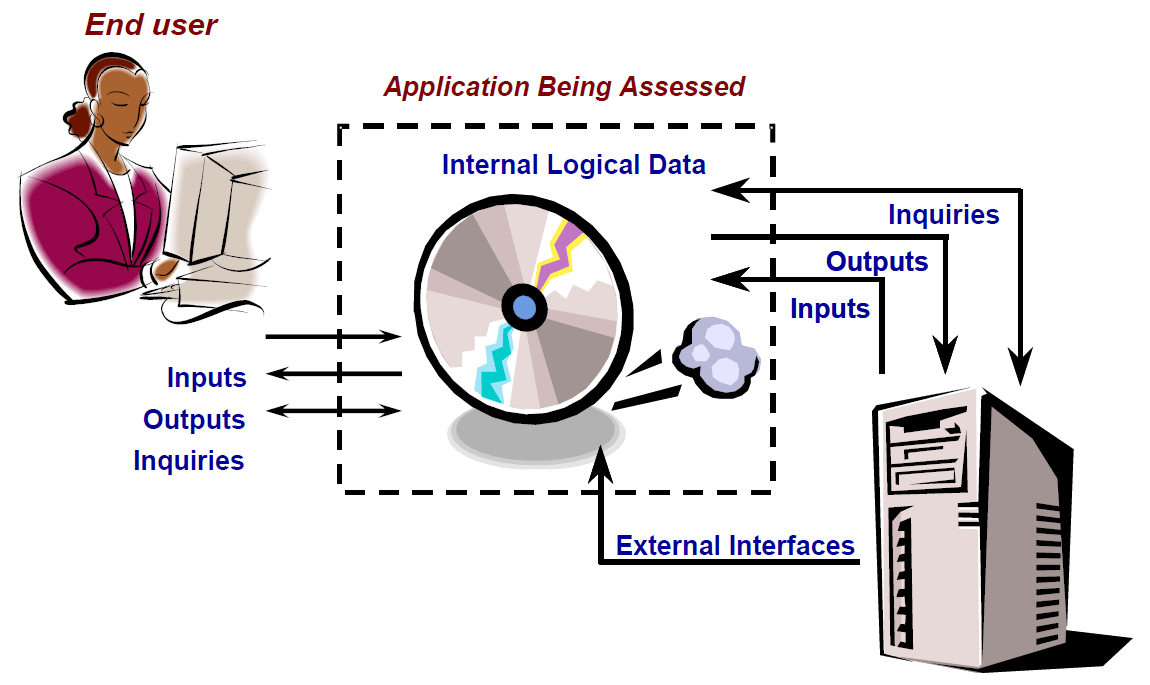 End user
Application Being Assessed
Internal Logical Data
Inquiries
Outputs
Inputs
Inputs
Outputs
Inquiries
External Interfaces